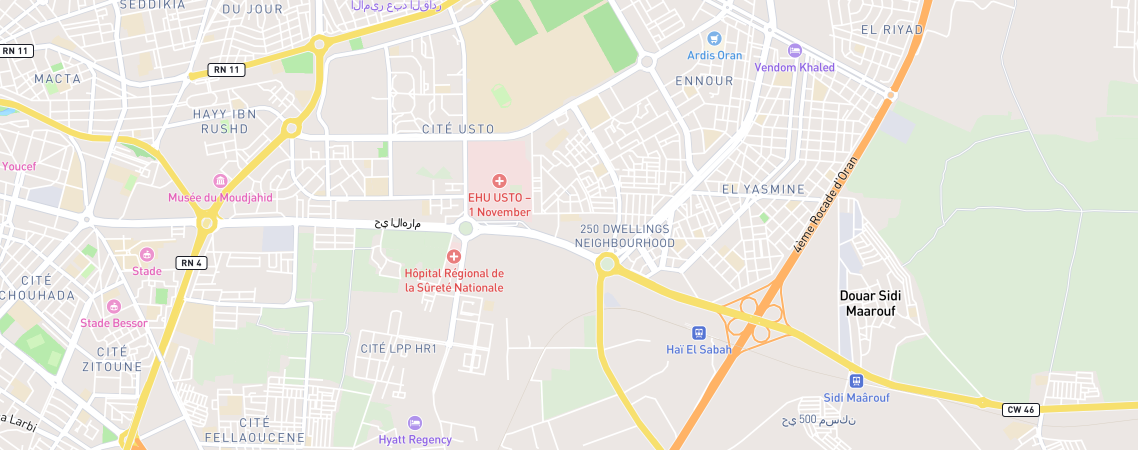 SEDDIKIA
DU JOUR
الأمير عبد القادر
RN 11
EL RIYAD
Ardis Oran
Vendom Khaled
RN 11
MACTA
ENNOUR
HAYY IBN
RUSHD
CITÉ USTO
Youcef
Musée du Moudjahid
EHU USTO –
1 November
EL YASMINE
4ème Rocade d'Oran
حي الاهرام
250 DWELLINGS
NEIGHBOURHOOD
RN 4
Stade
Hôpital Régional de
la Sûreté Nationale
CITÉ
CHOUHADA
Douar Sidi
Maarouf
Stade Bessor
CITÉ
ZITOUNE
CITÉ LPP HR1
Haï El Sabah
Sidi Maârouf
CW 46
a Larbi
حي 500 مسكن
CITÉ
FELLAOUCENE
Hyatt Regency